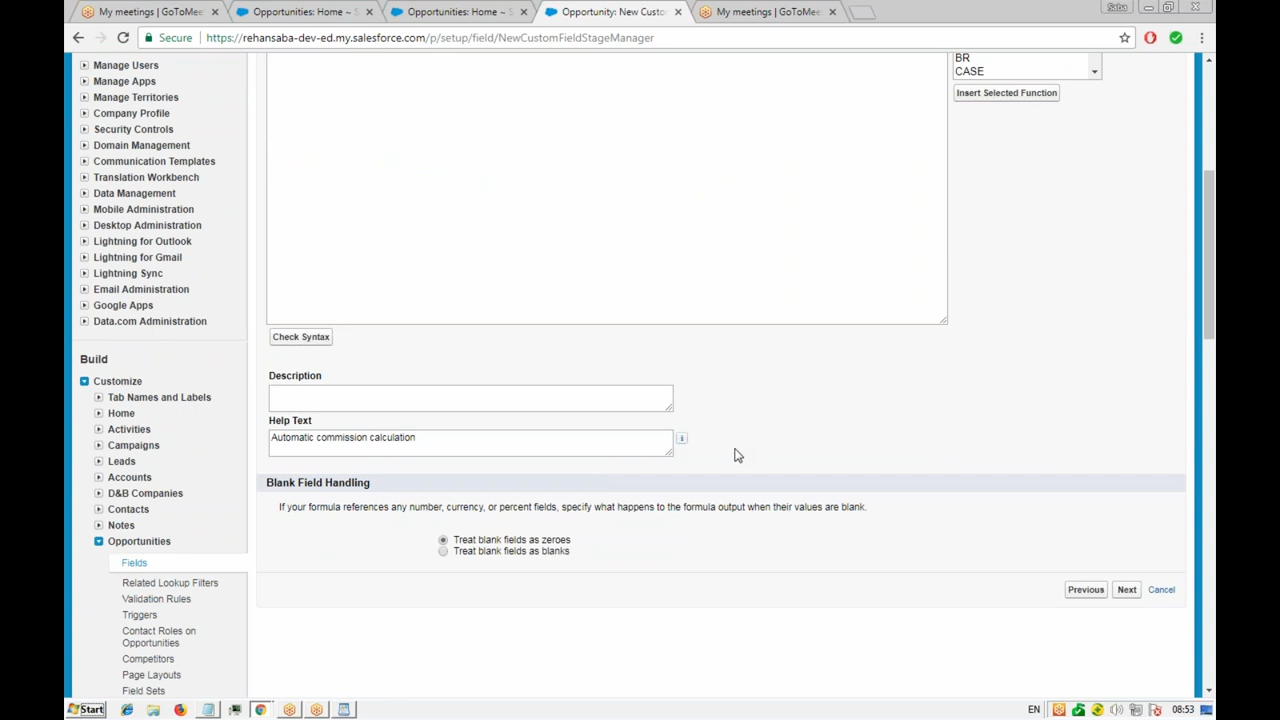 My meetings | GoToMee
Opportunities: Home ~ S
Opportunities: Home ~ S
Opportunity: New Custo
My meetings | GoToMee
Saba
Secure
https://rehansaba-dev-ed.my.salesforce.com/p/setup/field/NewCustomFieldStageManager
Manage Users
Manage Apps
Manage Territories
Company Profile
Security Controls
Domain Management
Communication Templates
Translation Workbench
Data Management
Mobile Administration
Desktop Administration
Lightning for Outlook
Lightning for Gmail
Lightning Sync
Email Administration
Google Apps
Data.com Administration
Build
Customize
Tab Names and Labels
Home
Activities
Campaigns
Leads
Accounts
D&B Companies
Contacts
Notes
Opportunities
Fields
Related Lookup Filters
Validation Rules
Triggers
Contact Roles on
Opportunities
Competitors
Page Layouts
Field Sets
BR
CASE
Insert Selected Function
Check Syntax
Description
Help Text
Automatic commission calculation
i
Blank Field Handling
If your formula references any number, currency, or percent fields, specify what happens to the formula output when their values are blank.
Treat blank fields as zeroes
Treat blank fields as blanks
Previous
Next
Cancel
Start
EN
08:53